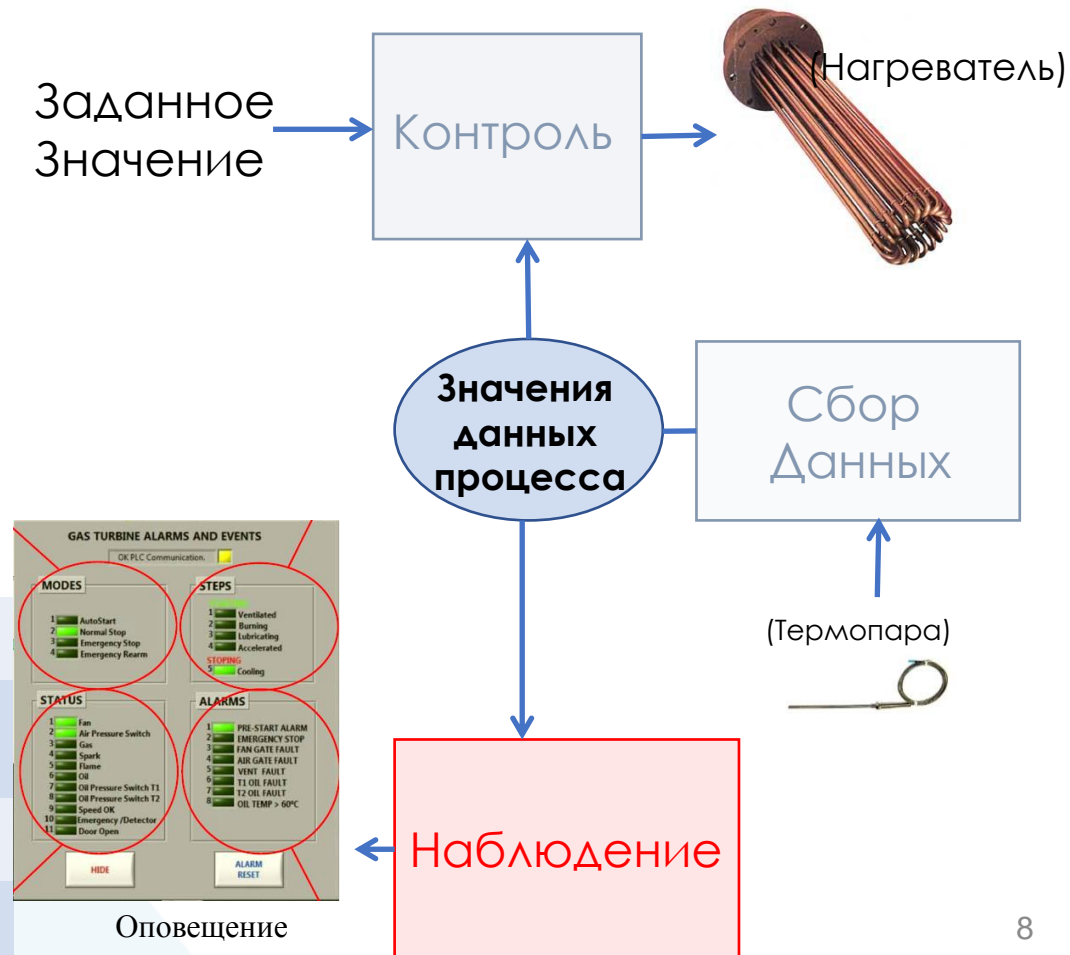 (Нагреватель)
Заданное
Значение
Контроль
Значения
данных
процесса
Сбор
Данных
(Термопара)
GAS TURBINE ALARMS AND EVENTS
OK PLC Communication.
MODES
1 AutoStart
2 Normal Stop
3 Emergency Stop
4 Emergency Rearm
STEPS
1 Ventilated
2 Burning
3 Lubricating
4 Accelerated
STOPING
5 Cooling
STATUS
1 Fan
2 Air Pressure Switch
3 Gas
4 Spark
5 Flame
6 Oil
7 Oil Pressure Switch T1
8 Oil Pressure Switch T2
9 Speed OK
10 Emergency /Detector
11 Door Open
ALARMS
1 PRE-START ALARM
2 EMERGENCY STOP
3 FAN GATE FAULT
4 AIR GATE FAULT
5 VENT FAULT
6 T1 OIL FAULT
7 T2 OIL FAULT
8 OIL TEMP > 60ºC
HIDE
ALARM
RESET
Наблюдение
Оповещение
8